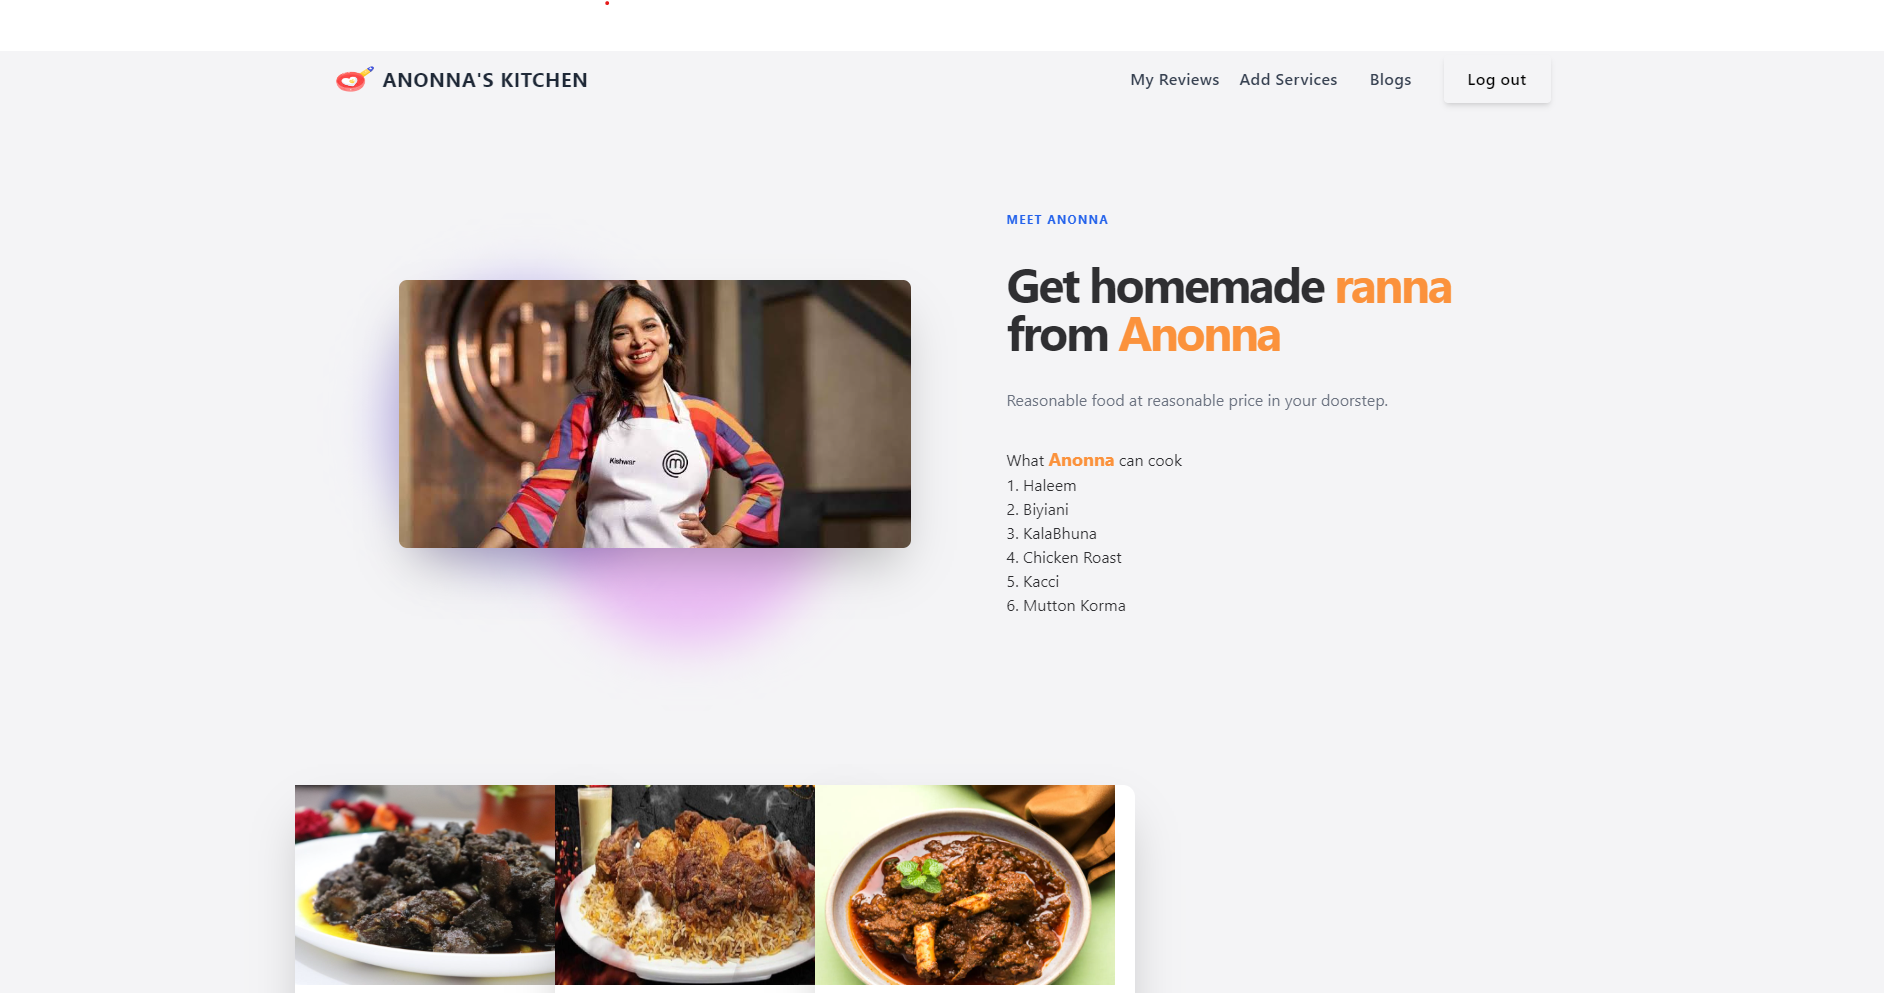 ANONNA'S KITCHEN
My Reviews Add Services Blogs Log out
MEET ANONNA
Get homemade ranna
from Anonna
Reasonable food at reasonable price in your doorstep.
Kishwar
What Anonna can cook
1. Haleem
2. Biyiani
3. KalaBhuna
4. Chicken Roast
5. Kacci
6. Mutton Korma